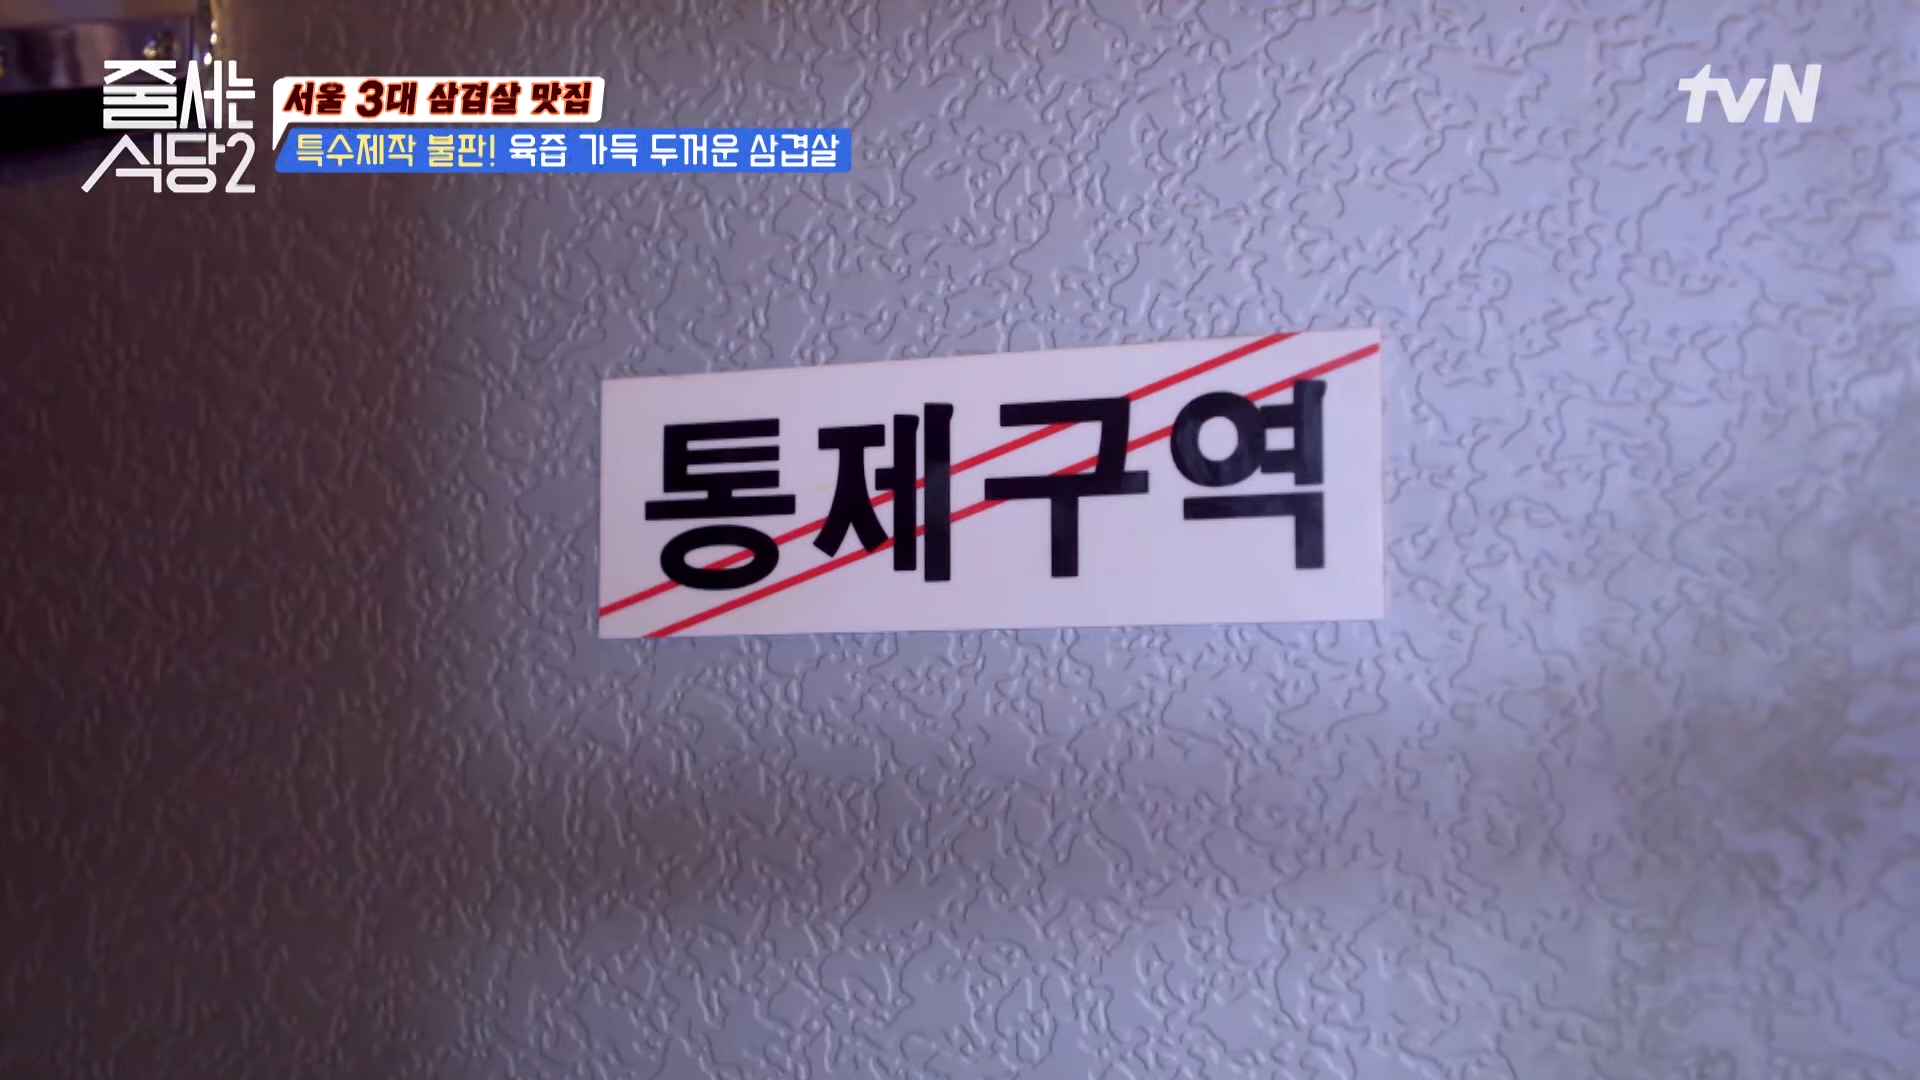 줄서는
식당2
서울 3대 삼겹살 맛집
특수제작 불판! 육즙 가득 두꺼운 삼겹살
tvN
통제구역